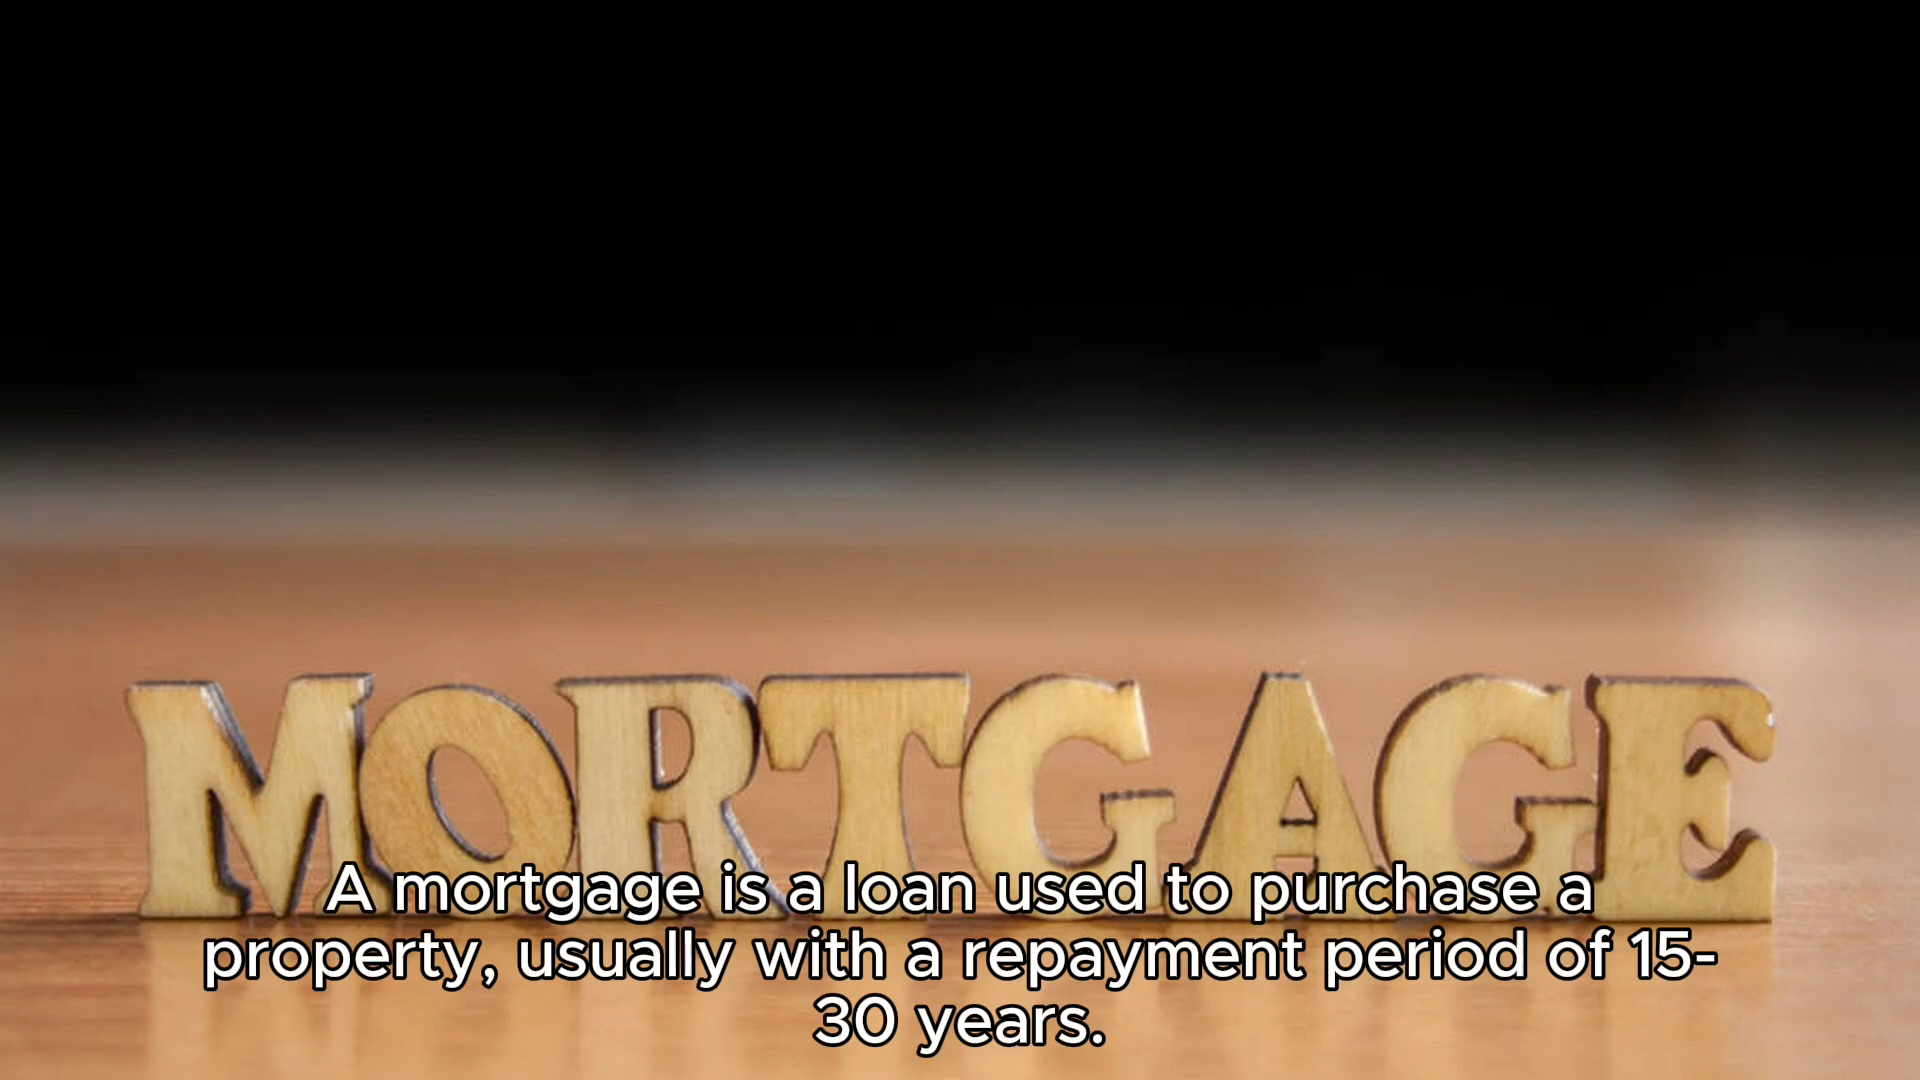 MORTGAGE
A mortgage is a loan used to purchase a
property, usually with a repayment period of 15-
30 years.